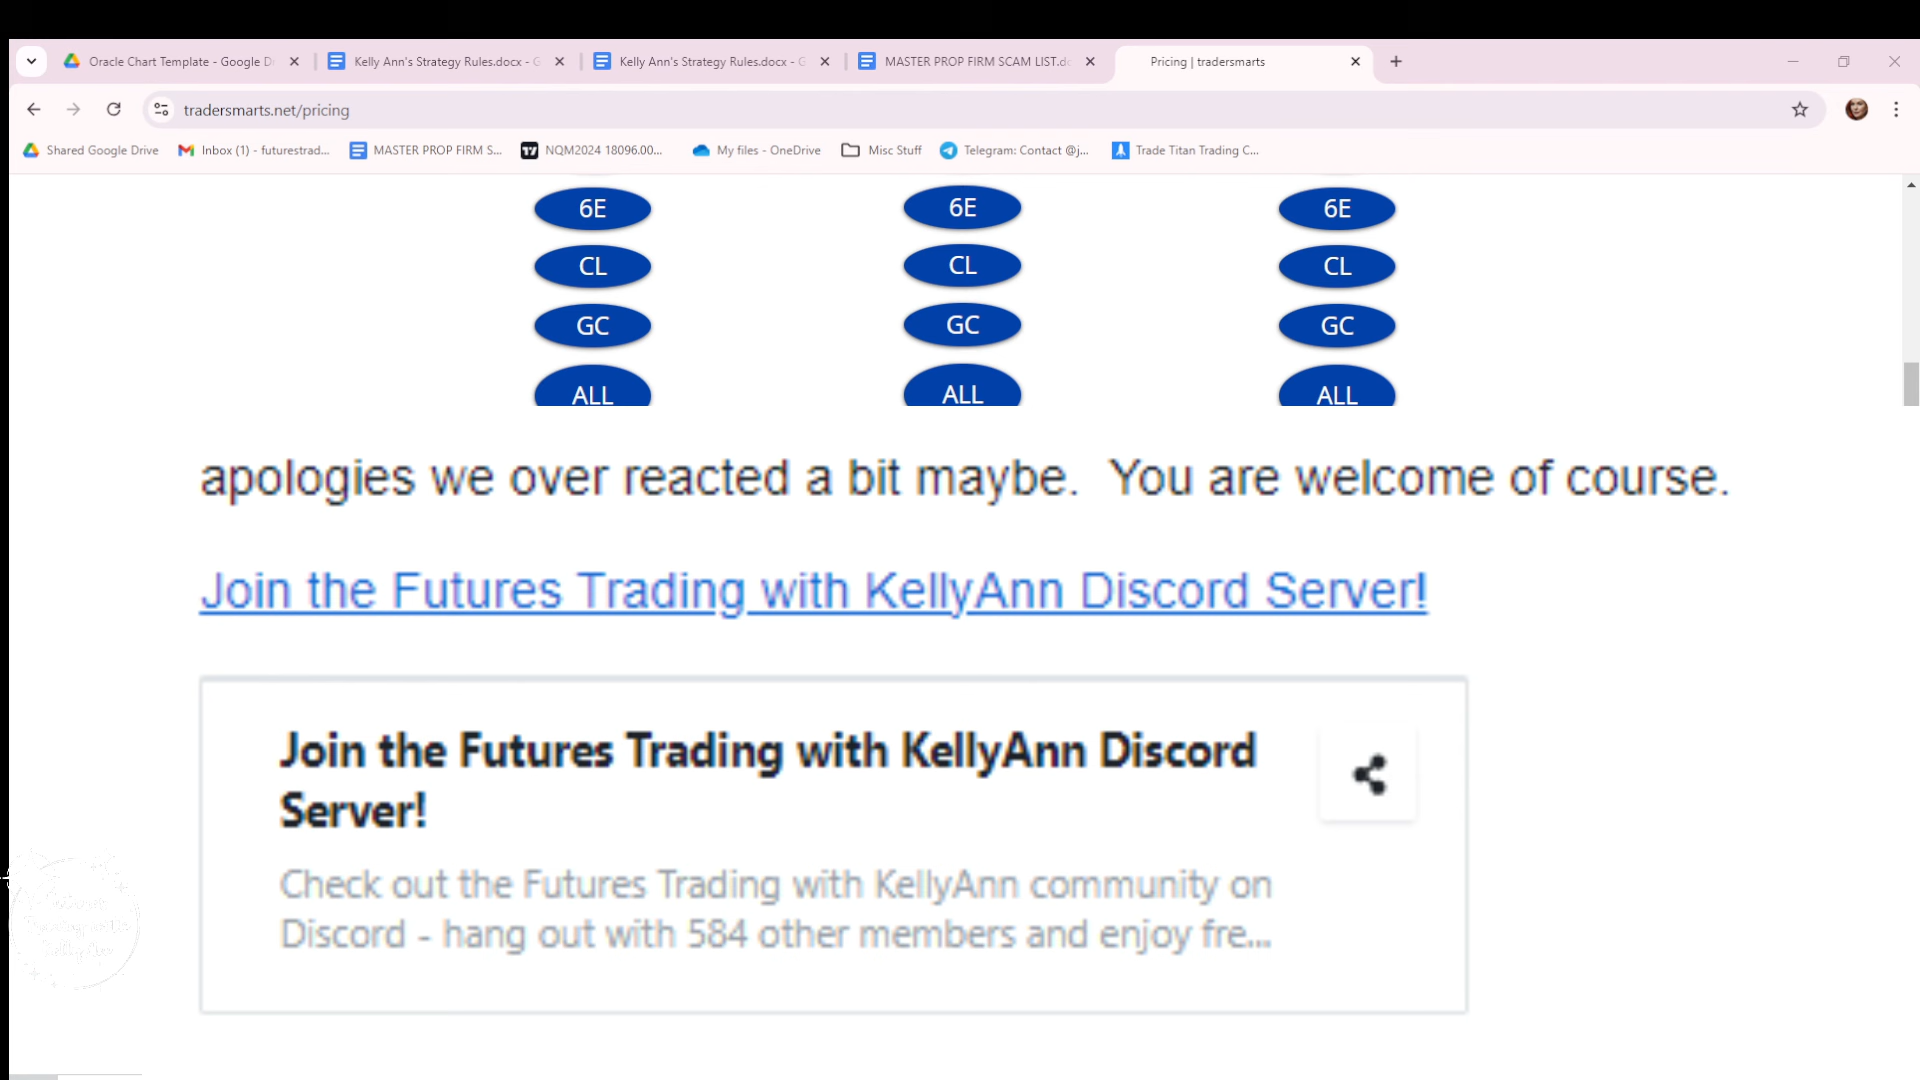 Oracle Chart Template - Google D
Kelly Ann's Strategy Rules.docx - G
Kelly Ann's Strategy Rules.docx - G
MASTER PROP FIRM SCAM LIST.dc
Pricing | tradersmarts
tradersmarts.net/pricing
Shared Google Drive
Inbox (1) - futurestrad...
MASTER PROP FIRM S...
NQM2024 18096.00...
My files - OneDrive
Misc Stuff
Telegram: Contact @j...
Trade Titan Trading C...
6E 6E 6E
CL CL CL
GC GC GC
ALL ALL ALL
apologies we over reacted a bit maybe. You are welcome of course.
Join the Futures Trading with KellyAnn Discord Server!
Join the Futures Trading with KellyAnn Discord
Server!
Check out the Futures Trading with KellyAnn community on
Discord - hang out with 584 other members and enjoy fre...